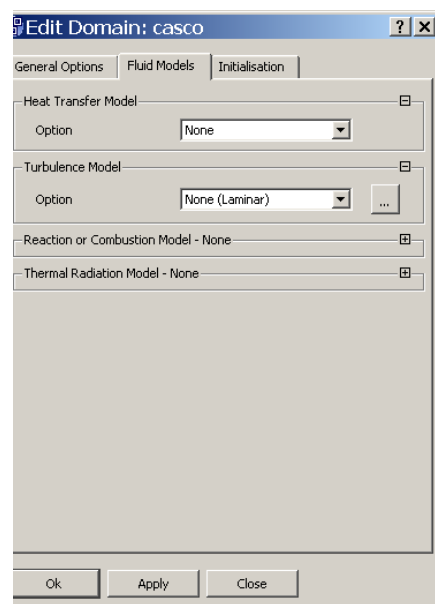 Edit Domain: casco
General Options Fluid Models Initialisation
Heat Transfer Model
Option None
Turbulence Model
Option None (Laminar) ...
Reaction or Combustion Model - None
Thermal Radiation Model - None
Ok Apply Close